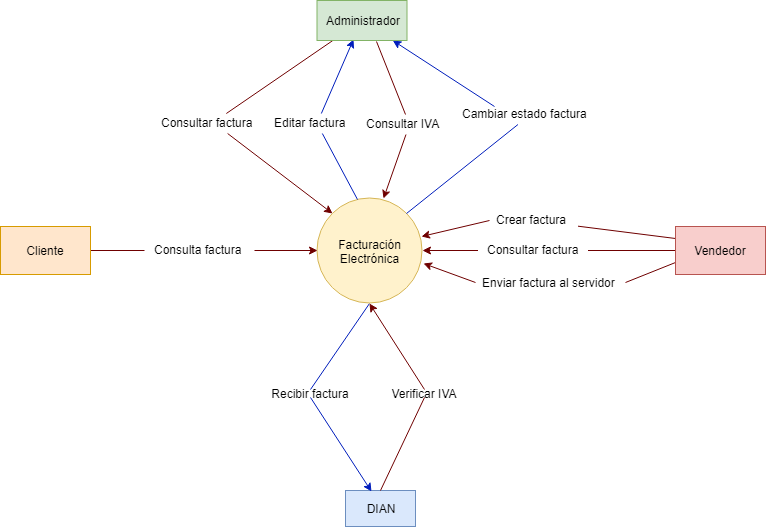 Administrador
Cambiar estado factura
Consultar factura
Editar factura
Consultar IVA
Crear factura
Cliente
Consulta factura
Facturación
Electrónica
Consultar factura
Vendedor
Enviar factura al servidor
Recibir factura
Verificar IVA
DIAN